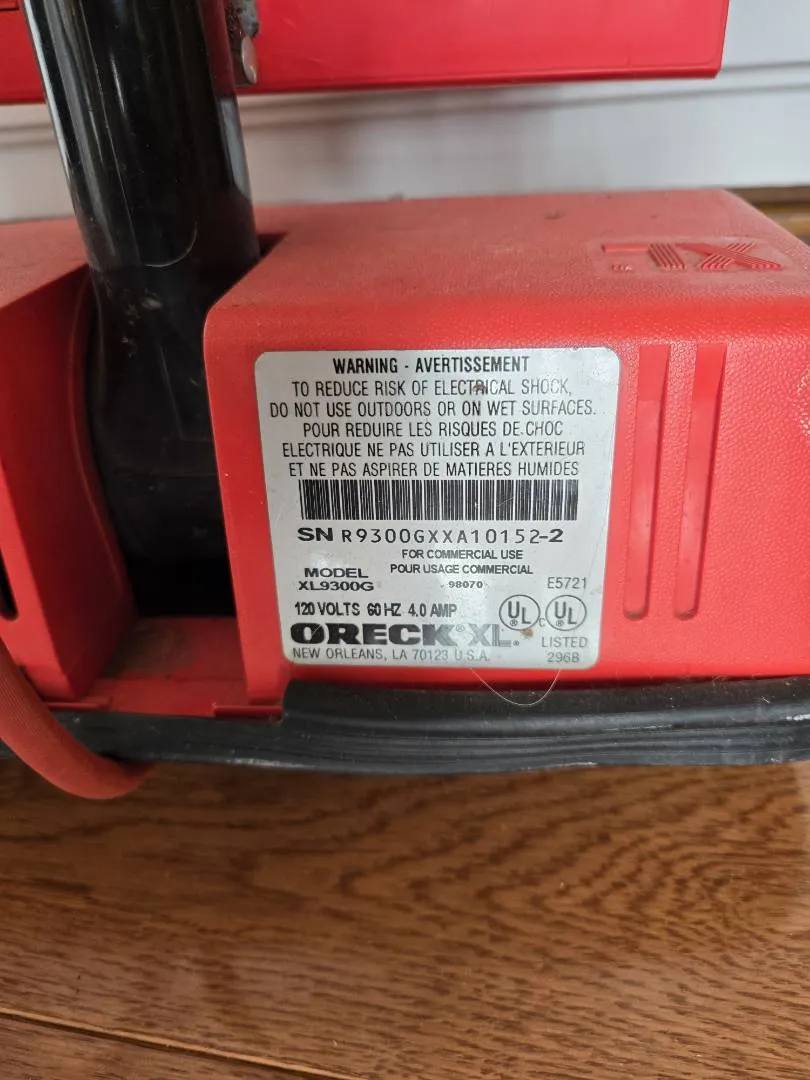 XL
WARNING - AVERTISSEMENT
TO REDUCE RISK OF ELECTRICAL SHOCK,
DO NOT USE OUTDOORS OR ON WET SURFACES.
POUR REDUIRE LES RISQUES DE CHOC
ELECTRIQUE NE PAS UTILISER A L'EXTERIEUR
ET NE PAS ASPIRER DE MATIERES HUMIDES
SN R9300GXXA10152-2
FOR COMMERCIAL USE
POUR USAGE COMMERCIAL
MODEL
XL9300G
98070
E5721
120 VOLTS 60 HZ 4.0 AMP
UL ® C UL ®
ORECK® XL®
LISTED
NEW ORLEANS, LA 70123 U.S.A.
296B